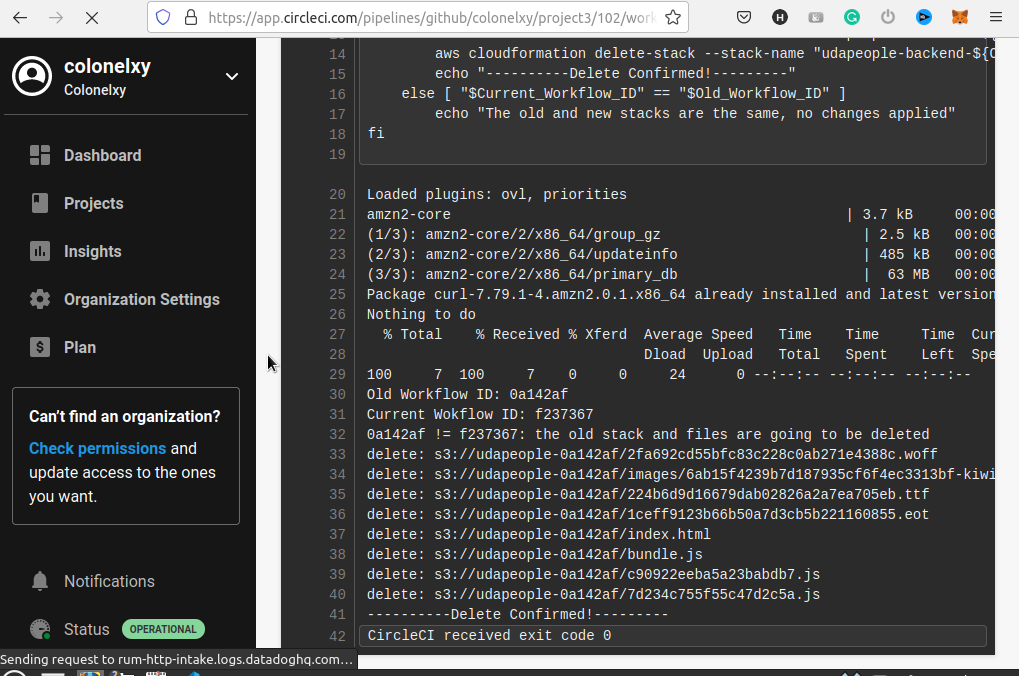 https://app.circleci.com/pipelines/github/colonelxy/project3/102/work
colonelxy
Colonelxy
Dashboard
Projects
Insights
Organization Settings
Plan
Can't find an organization?
Check permissions and
update access to the ones
you want.
Notifications
Status OPERATIONAL
Sending request to rum-http-intake.logs.datadoghq.com…
14 aws cloudformation delete-stack --stack-name "udapeople-backend-${C
15 echo "----------Delete Confirmed!---------"
16 else [ "$Current_Workflow_ID" == "$Old_Workflow_ID" ]
17 echo "The old and new stacks are the same, no changes applied"
18 fi
19
20 Loaded plugins: ovl, priorities
21 amzn2-core | 3.7 kB 00:00
22 (1/3): amzn2-core/2/x86_64/group_gz | 2.5 kB 00:00
23 (2/3): amzn2-core/2/x86_64/updateinfo | 485 kB 00:00
24 (3/3): amzn2-core/2/x86_64/primary_db | 63 MB 00:00
25 Package curl-7.79.1-4.amzn2.0.1.x86_64 already installed and latest version
26 Nothing to do
27 % Total % Received % Xferd Average Speed Time Time Time Cur
28 Dload Upload Total Spent Left Spe
29 100 7 100 7 0 0 24 0 --:--:-- --:--:-- --:--:--
30 Old Workflow ID: 0a142af
31 Current Wokflow ID: f237367
32 0a142af != f237367: the old stack and files are going to be deleted
33 delete: s3://udapeople-0a142af/2fa692cd55bfc83c228c0ab271e4388c.woff
34 delete: s3://udapeople-0a142af/images/6ab15f4239b7d187935cf6f4ec3313bf-kiwi
35 delete: s3://udapeople-0a142af/224b6d9d16679dab02826a2a7ea705eb.ttf
36 delete: s3://udapeople-0a142af/1ceff9123b66b50a7d3cb5b221160855.eot
37 delete: s3://udapeople-0a142af/index.html
38 delete: s3://udapeople-0a142af/bundle.js
39 delete: s3://udapeople-0a142af/c90922eeba5a23babdb7.js
40 delete: s3://udapeople-0a142af/7d234c755f55c47d2c5a.js
41 ----------Delete Confirmed!---------
42 CircleCI received exit code 0